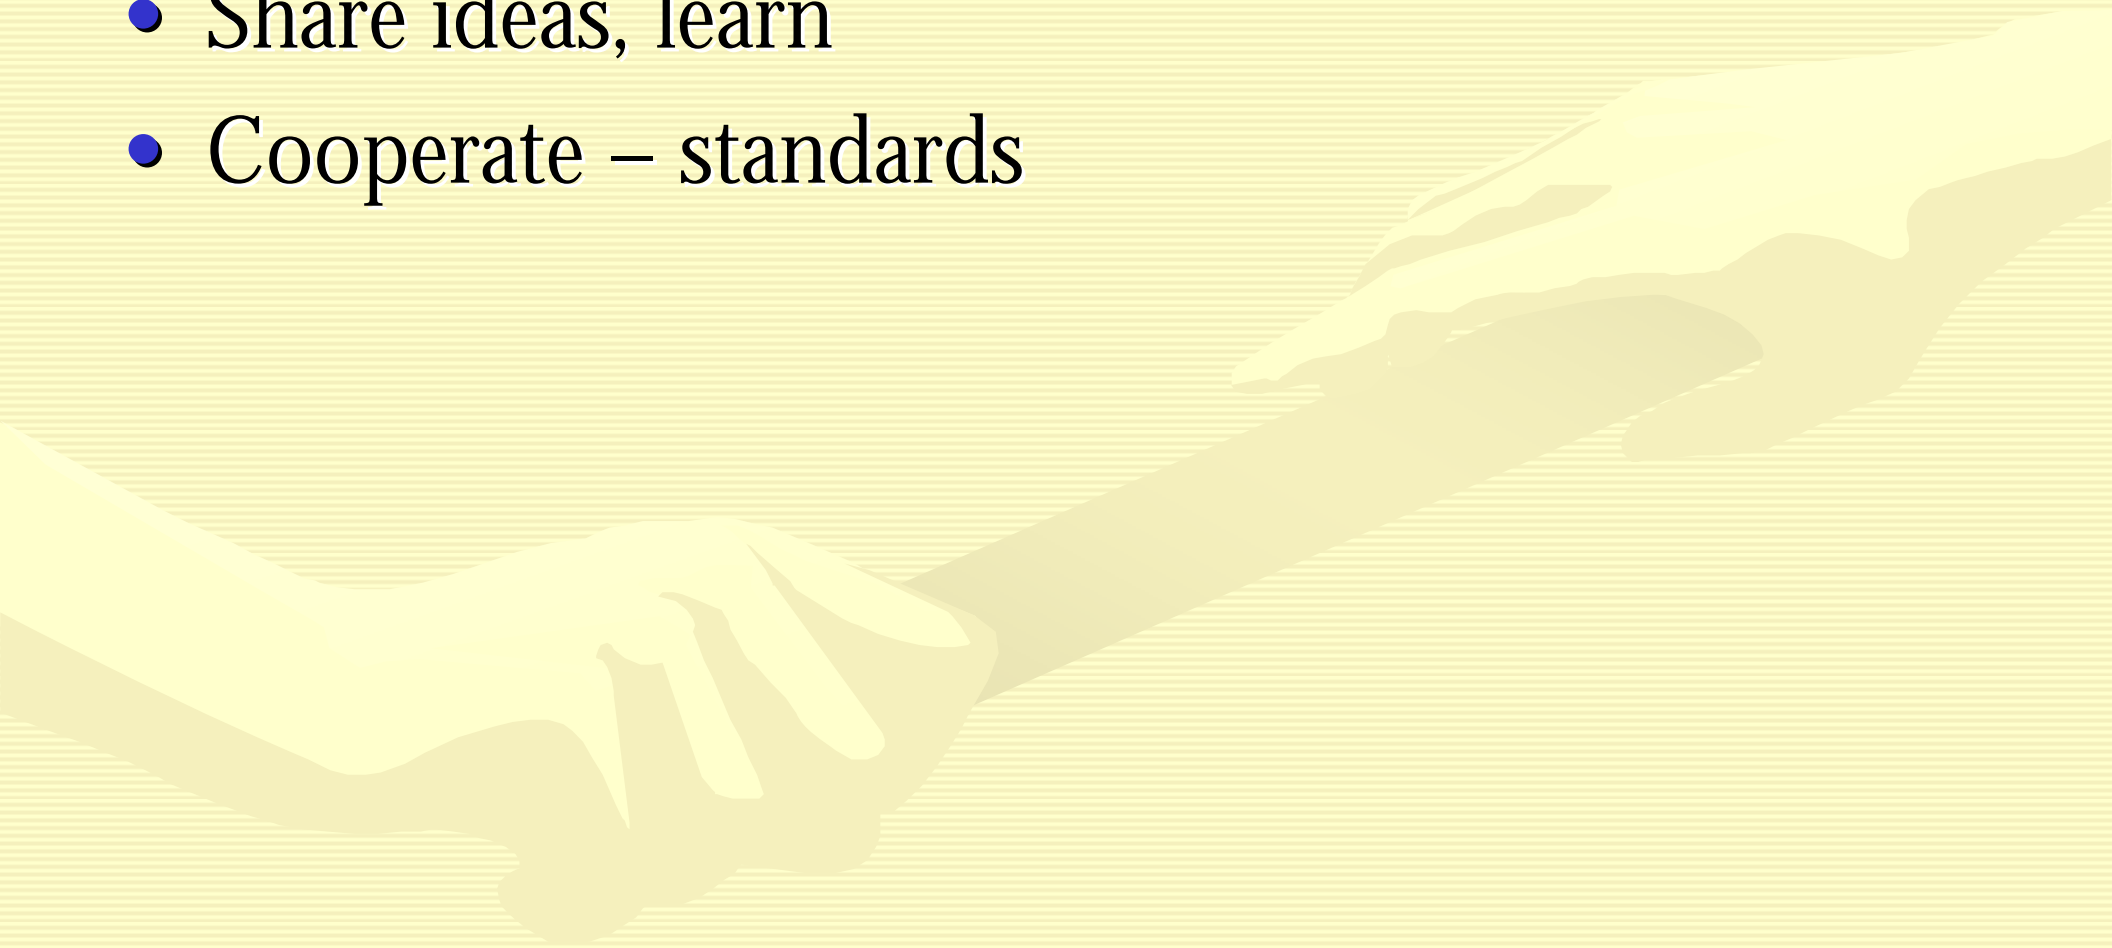 • Share ideas, learn
• Cooperate – standards